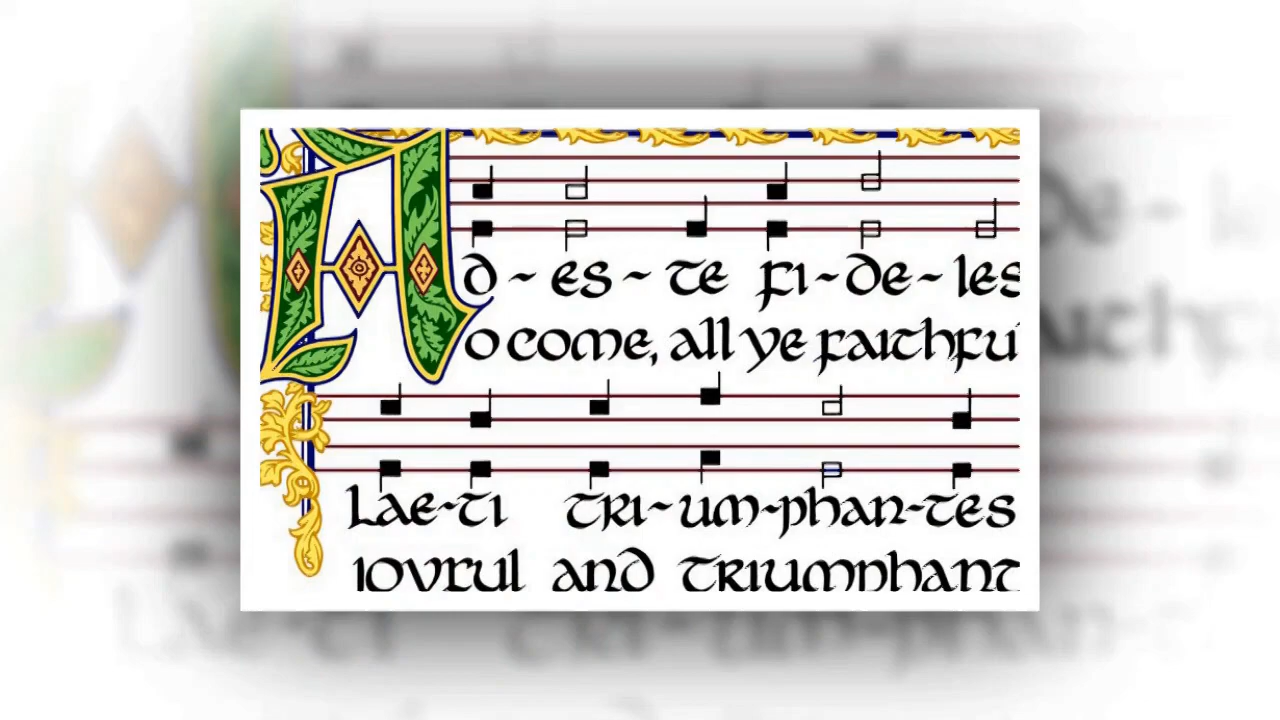 Ad-es-te fi-de-les
O come, all ye faithfu
Lae-ti tri-um-phan-tes
joyful and triumphant